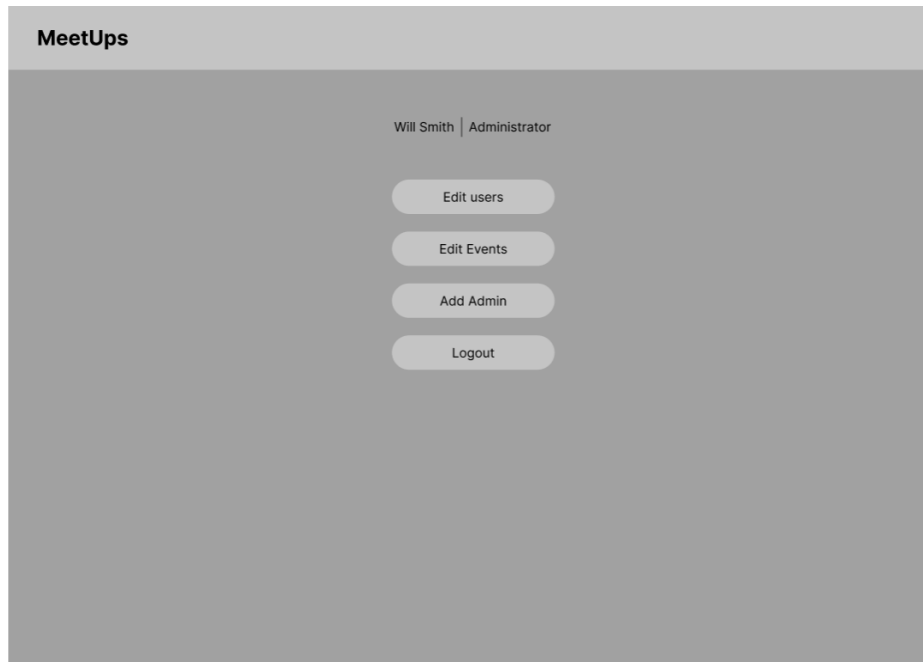 MeetUps
Will Smith Administrator
Edit users
Edit Events
Add Admin
Logout